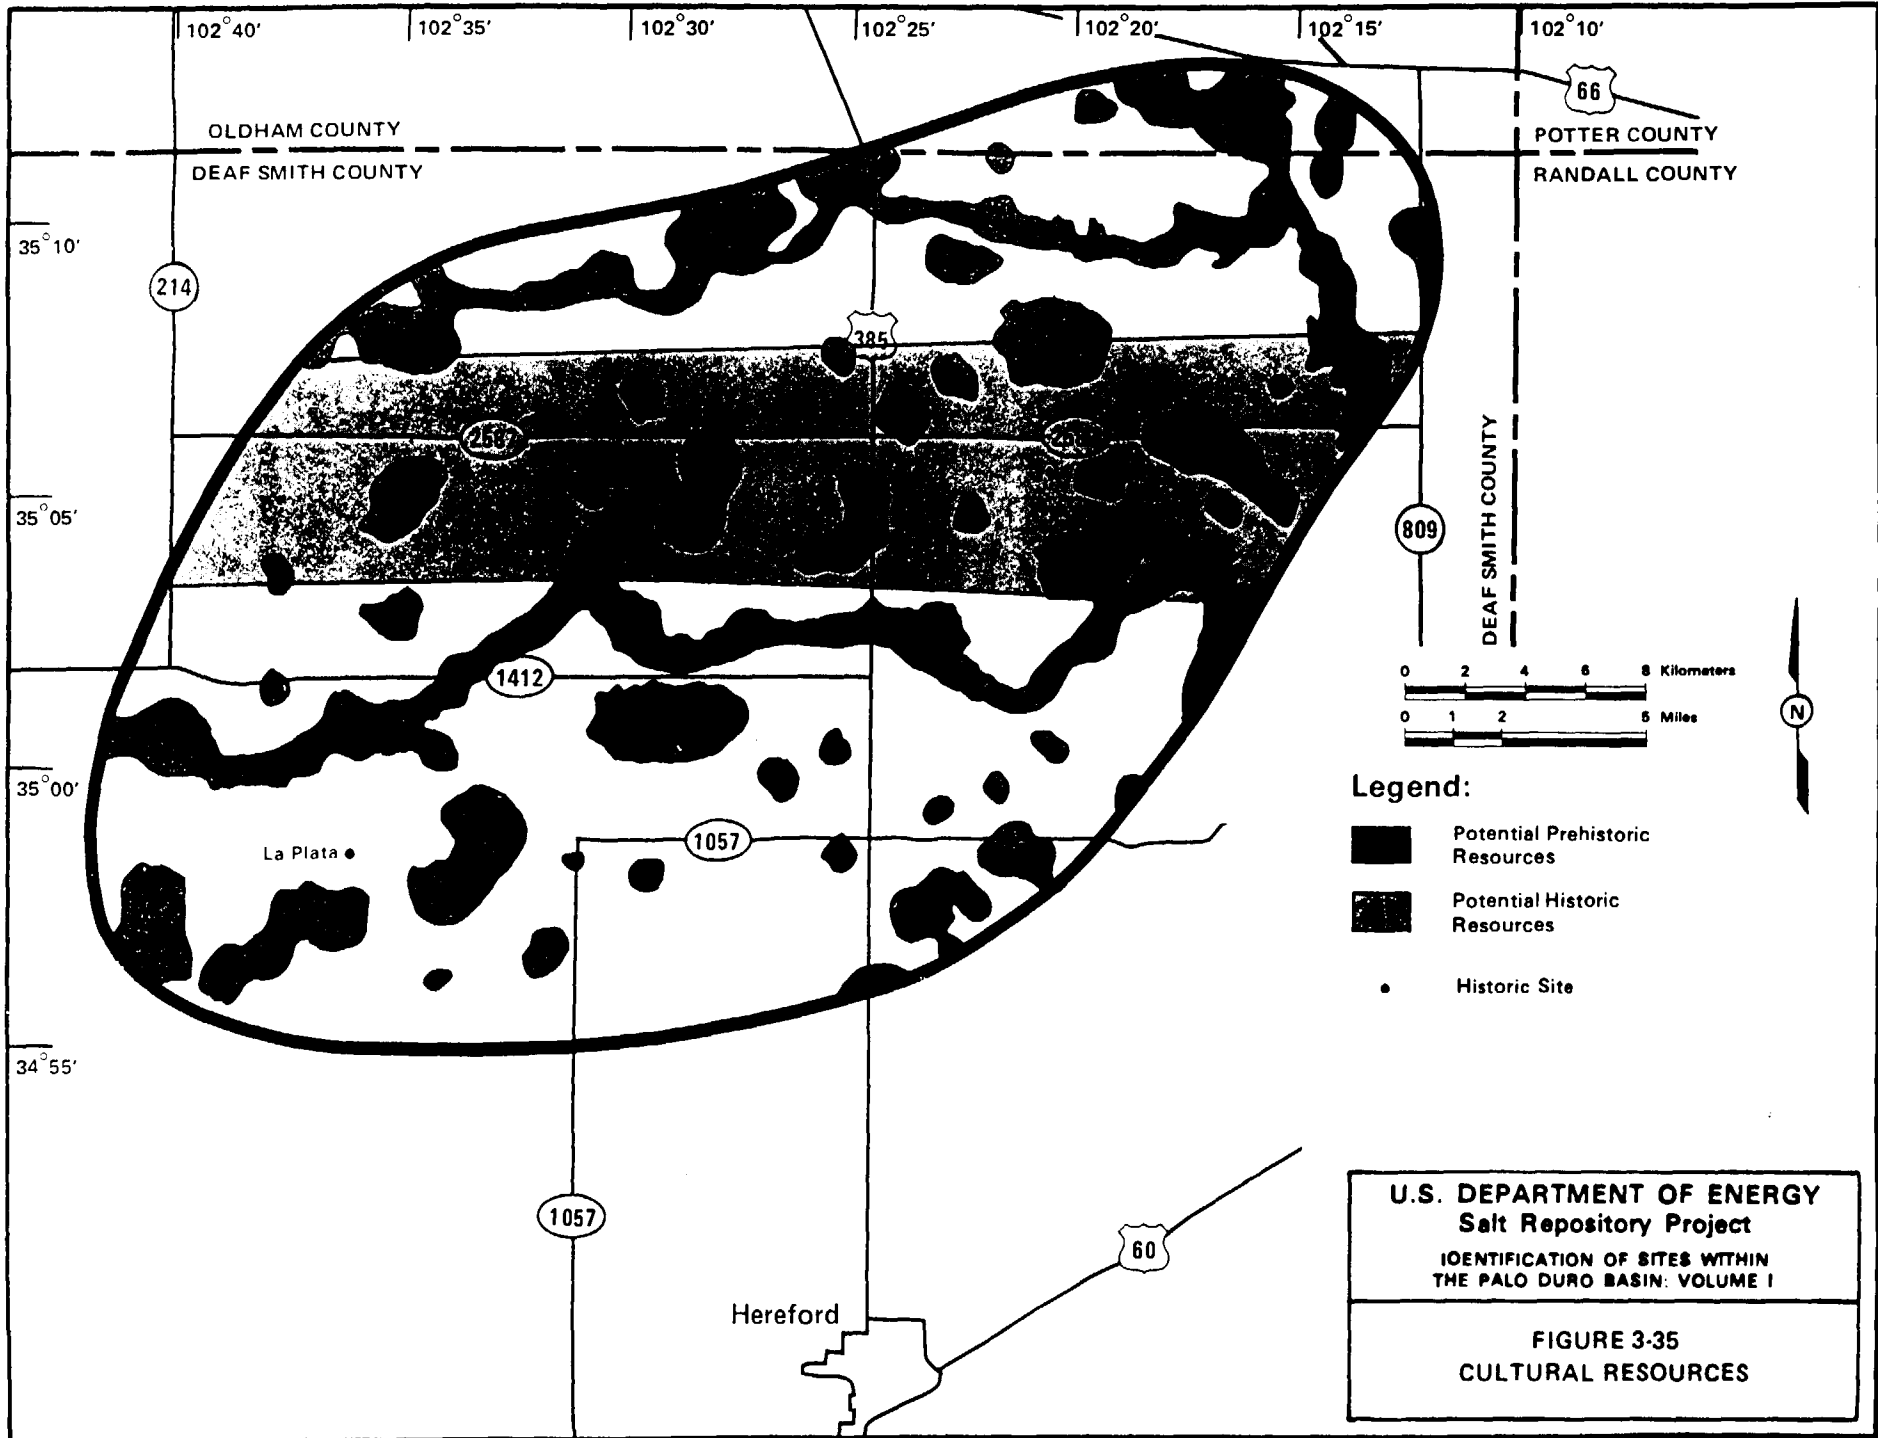 102°40' 102°35' 102°30' 102°25' 102°20' 102°15' 102°10'
66
OLDHAM COUNTY
DEAF SMITH COUNTY
POTTER COUNTY
RANDALL COUNTY
35°10'
214
385
35°05'
809
DEAF SMITH COUNTY
1412
0 2 4 6 8 Kilometers
0 1 2 5 Miles
N
35°00'
Legend:
Potential Prehistoric
Resources
Potential Historic
Resources
Historic Site
1057
La Plata
34°55'
1057
60
Hereford
U.S. DEPARTMENT OF ENERGY
Salt Repository Project
IDENTIFICATION OF SITES WITHIN
THE PALO DURO BASIN: VOLUME I
FIGURE 3-35
CULTURAL RESOURCES